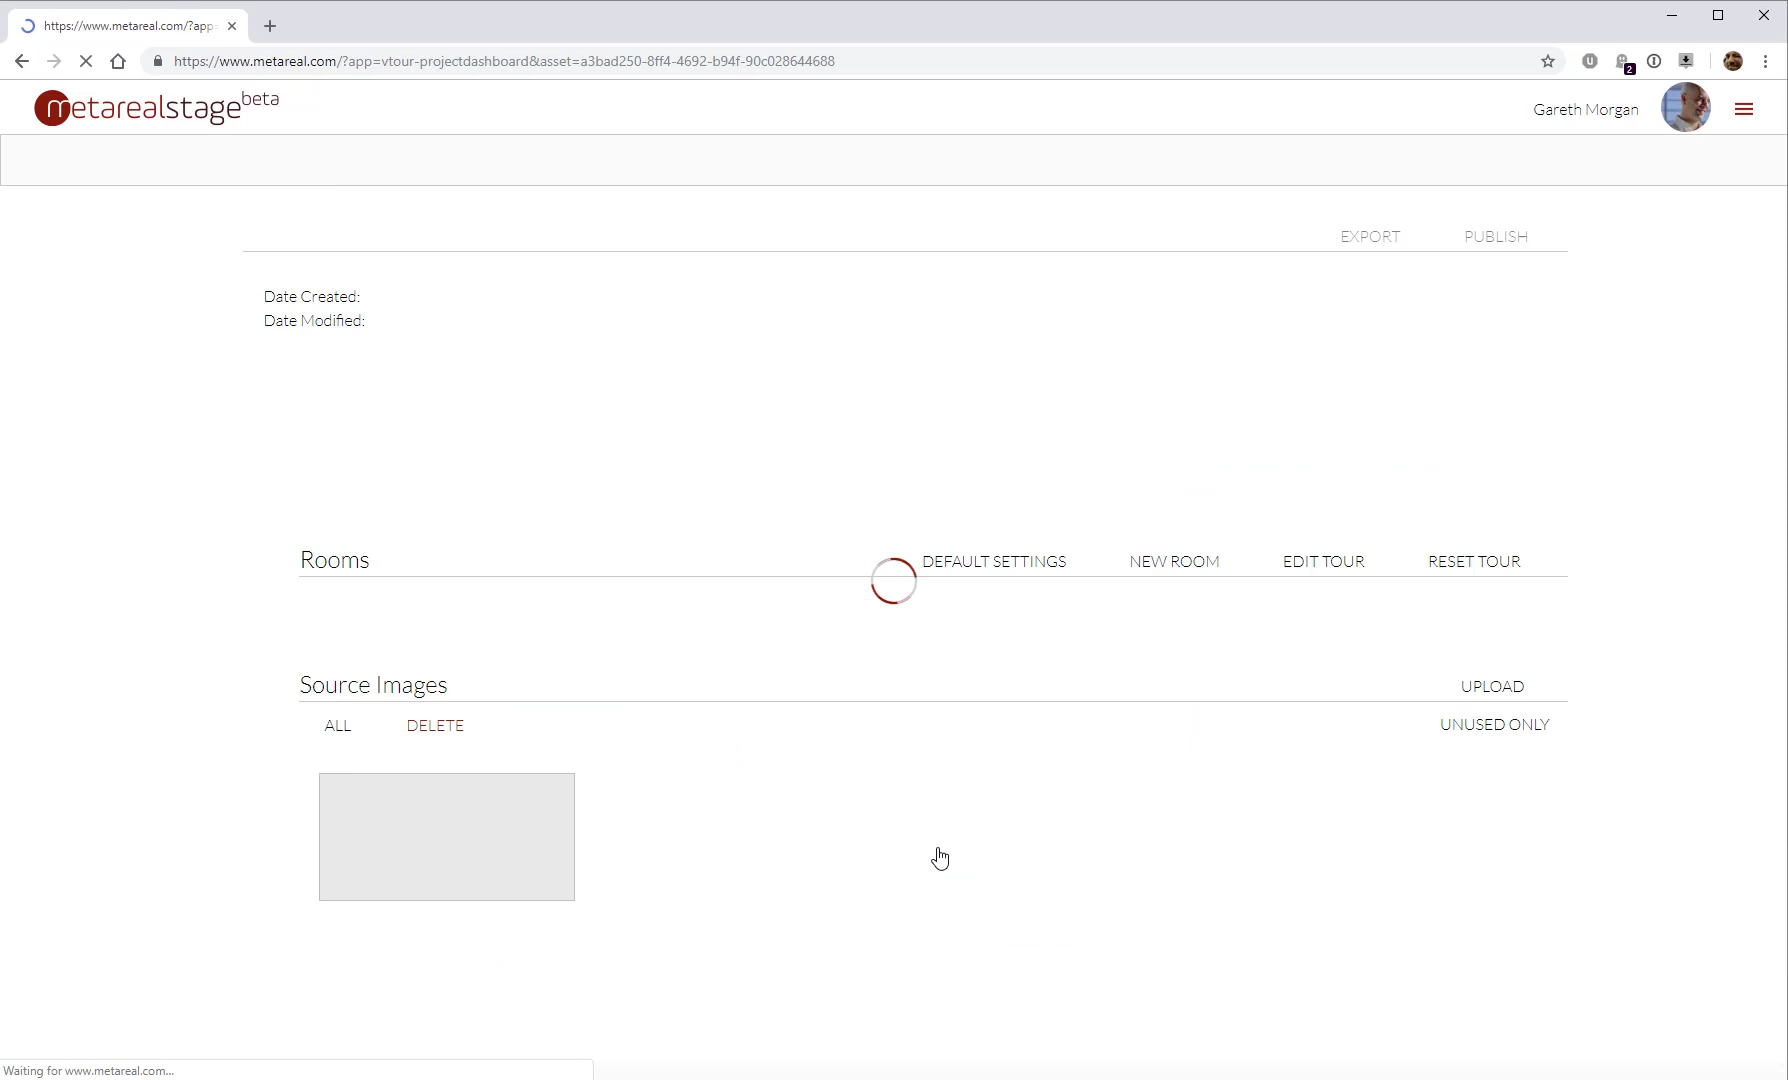 https://www.metareal.com/?app=
https://www.metareal.com/?app=vtour-projectdashboard&asset=a3bad250-8ff4-4692-b94f-90c028644688
2
metarealstage beta
Gareth Morgan
EXPORT PUBLISH
Date Created:
Date Modified:
Rooms DEFAULT SETTINGS NEW ROOM EDIT TOUR RESET TOUR
Source Images UPLOAD
ALL DELETE UNUSED ONLY
Waiting for www.metareal.com...